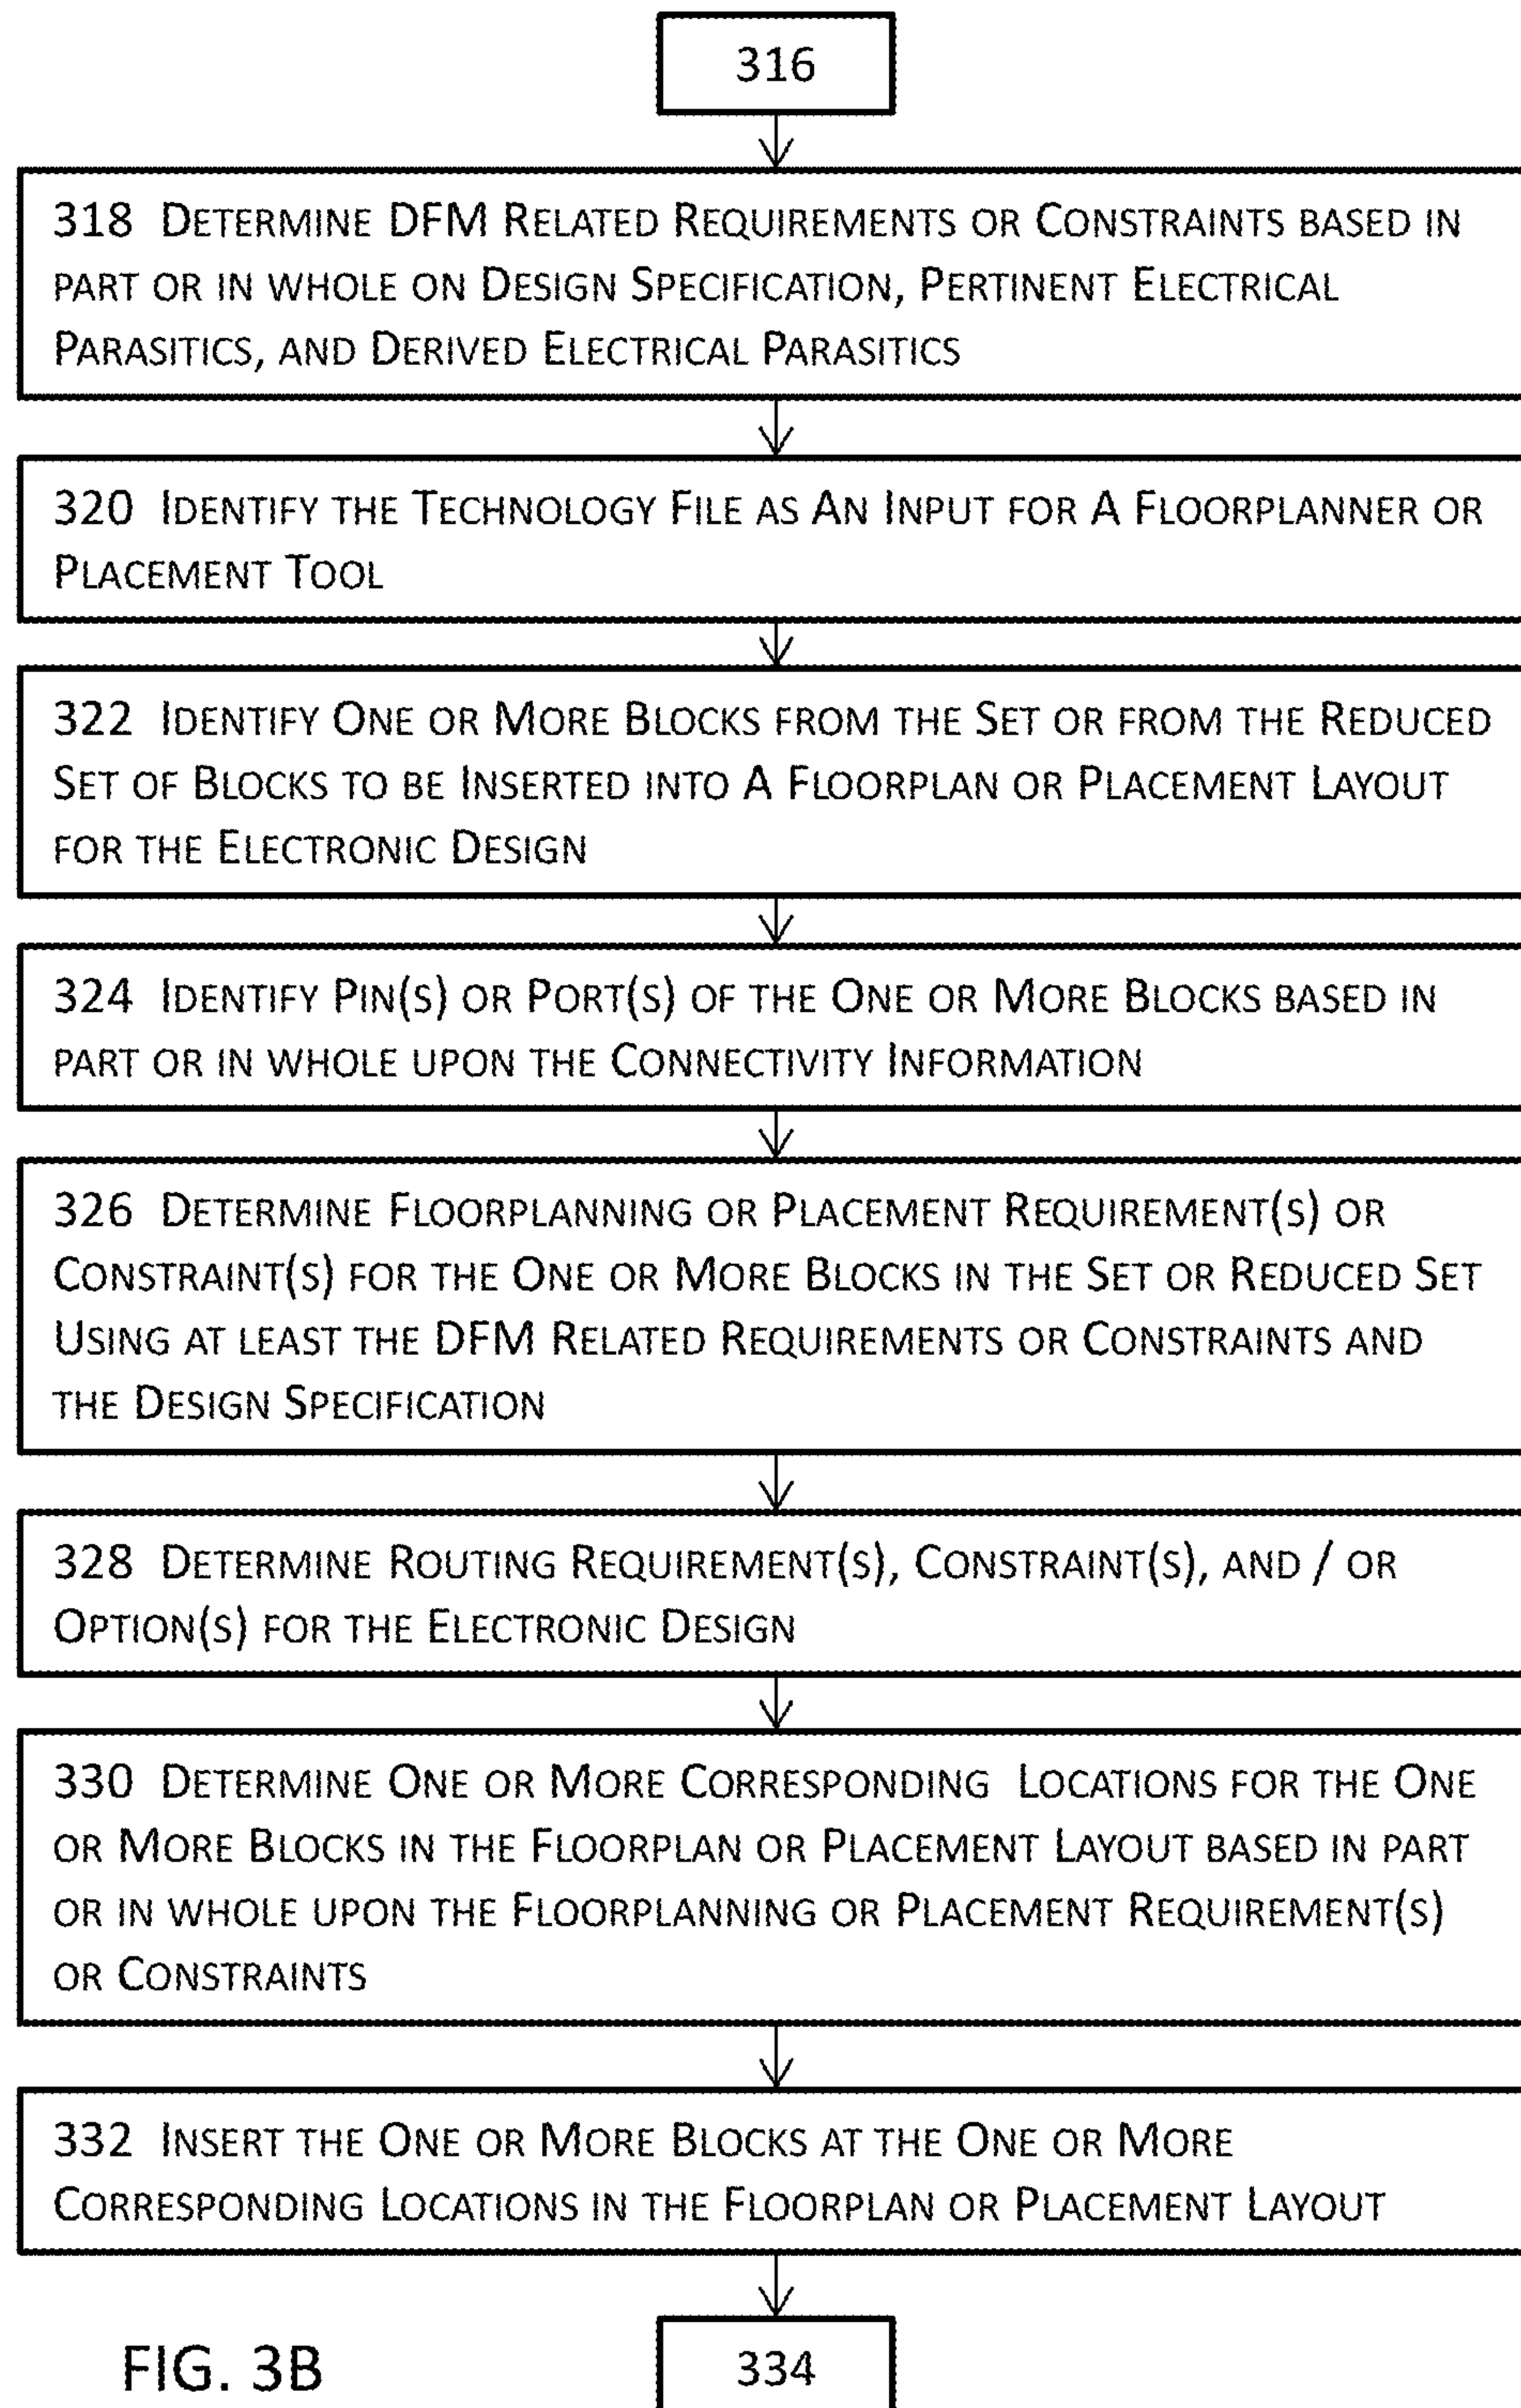 316
318 Determine DFM Related Requirements or Constraints based in
part or in whole on Design Specification, Pertinent Electrical
Parasitics, and Derived Electrical Parasitics
320 Identify the Technology File as An Input for A Floorplanner or
Placement Tool
322 Identify One or More Blocks from the Set or from the Reduced
Set of Blocks to be Inserted into A Floorplan or Placement Layout
for the Electronic Design
324 Identify Pin(s) or Port(s) of the One or More Blocks based in
part or in whole upon the Connectivity Information
326 Determine Floorplanning or Placement Requirement(s) or
Constraint(s) for the One or More Blocks in the Set or Reduced Set
Using at least the DFM Related Requirements or Constraints and
the Design Specification
328 Determine Routing Requirement(s), Constraint(s), and / or
Option(s) for the Electronic Design
330 Determine One or More Corresponding Locations for the One
or More Blocks in the Floorplan or Placement Layout based in part
or in whole upon the Floorplanning or Placement Requirement(s)
or Constraints
332 Insert the One or More Blocks at the One or More
Corresponding Locations in the Floorplan or Placement Layout
334
FIG. 3B